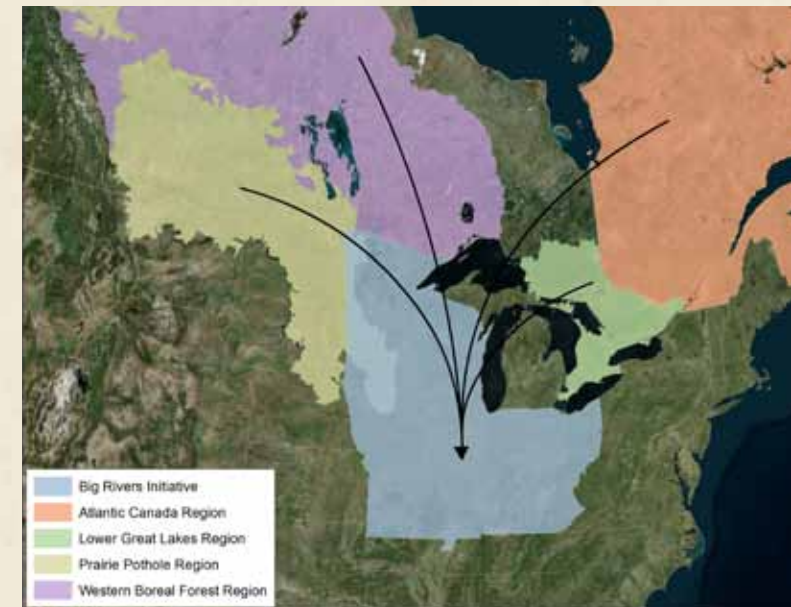 Big Rivers Initiative
Atlantic Canada Region
Lower Great Lakes Region
Prairie Pothole Region
Western Boreal Forest Region